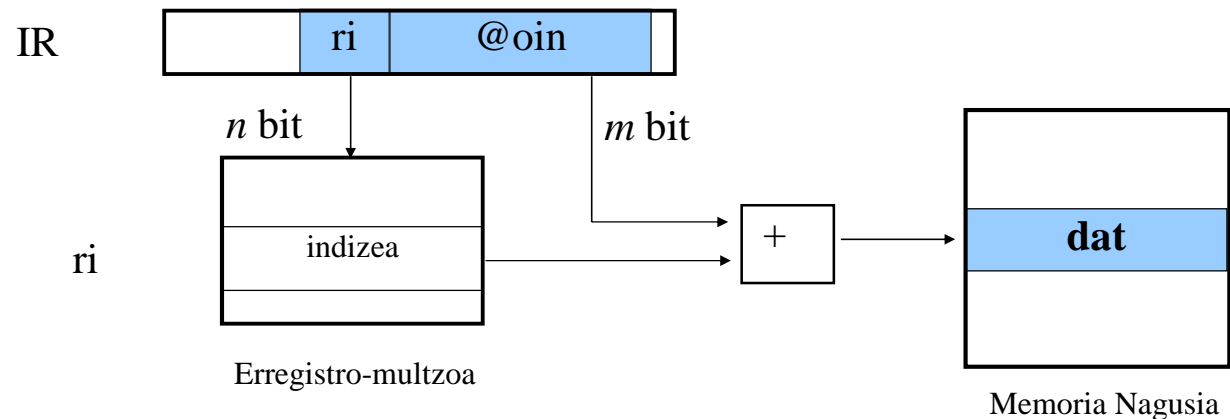 IR
ri
@oin
n bit
m bit
ri
indizea
+
dat
Erregistro-multzoa
Memoria Nagusia